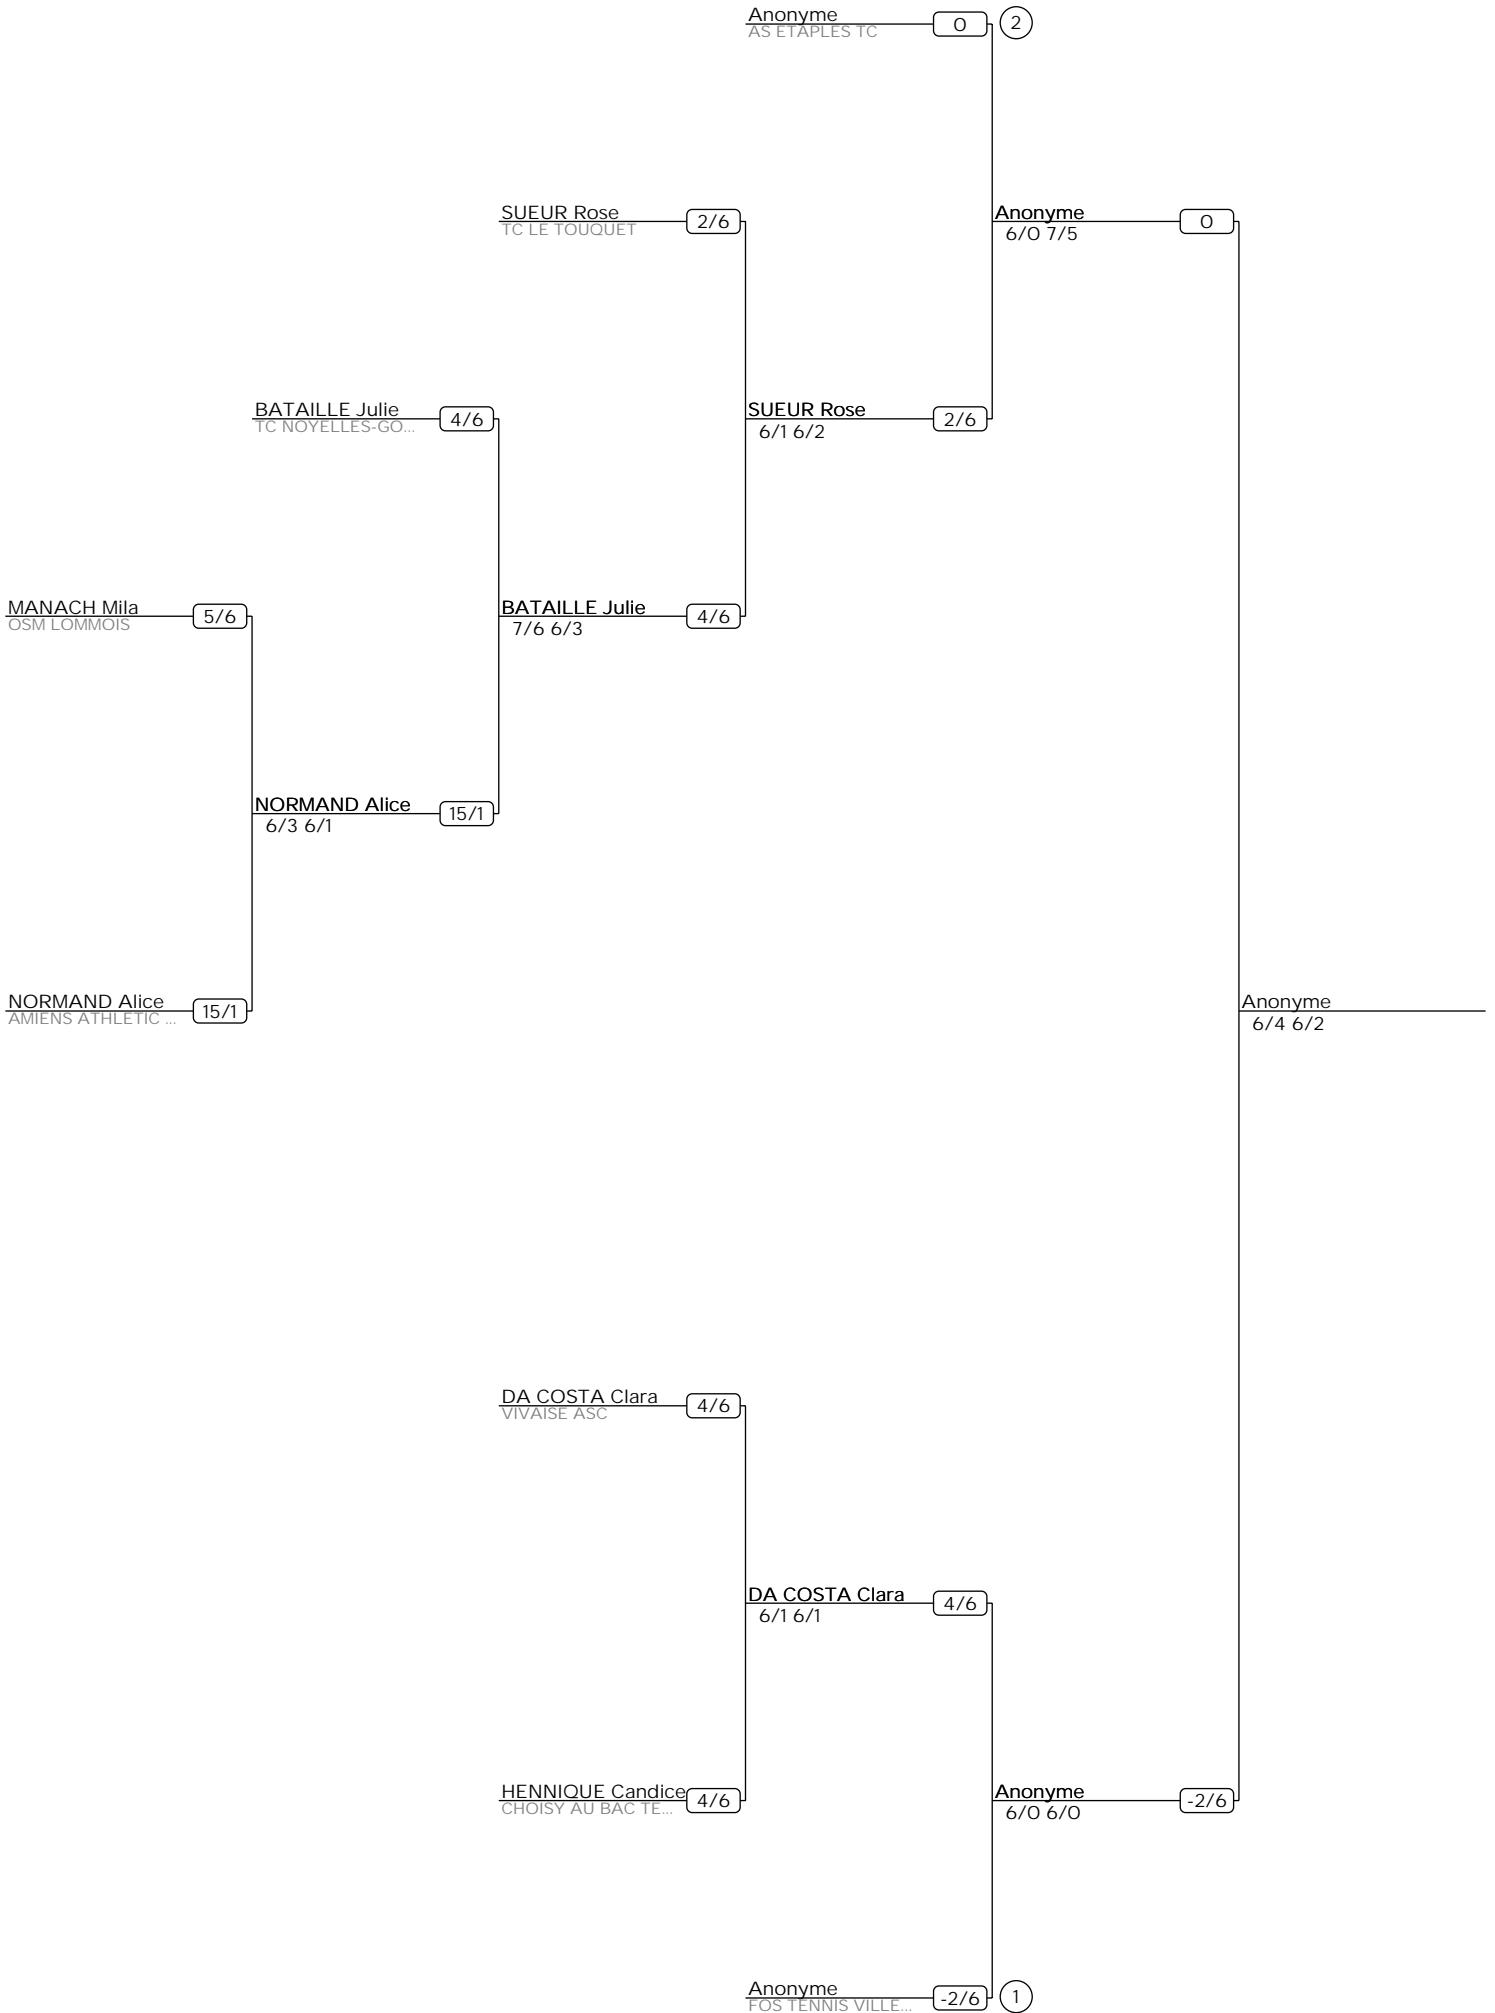 Anonyme
AS ETAPLES TC
0
2
SUEUR Rose
TC LE TOUQUET
2/6
Anonyme
6/0 7/5
0
BATAILLE Julie
TC NOYELLES-GO...
4/6
SUEUR Rose
6/1 6/2
2/6
MANACH Mila
OSM LOMMOIS
5/6
BATAILLE Julie
7/6 6/3
4/6
NORMAND Alice
6/3 6/1
15/1
NORMAND Alice
AMIENS ATHLETIC ...
15/1
Anonyme
6/4 6/2
DA COSTA Clara
VIVAISE ASC
4/6
DA COSTA Clara
6/1 6/1
4/6
HENNIQUE Candice
CHOISY AU BAC TE...
4/6
Anonyme
6/0 6/0
-2/6
Anonyme
FOS TENNIS VILLE...
-2/6
1